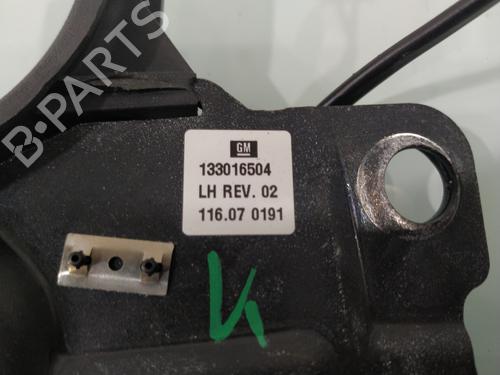 B-PARTS
GM
133016504
LH REV. 02
116.07 0191